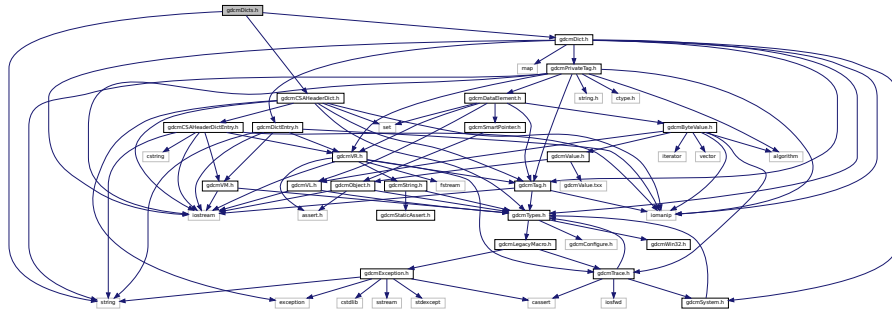 gdcmDicts.h
gdcmDict.h
map
gdcmPrivateTag.h
gdcmCSAHeaderDict.h
gdcmDataElement.h
string.h
ctype.h
gdcmCSAHeaderDictEntry.h
gdcmDictEntry.h
set
gdcmSmartPointer.h
gdcmByteValue.h
cstring
gdcmVR.h
gdcmValue.h
iterator
vector
algorithm
gdcmVM.h
gdcmVL.h
gdcmObject.h
gdcmString.h
fstream
gdcmTag.h
gdcmValue.txx
iostream
assert.h
gdcmStaticAssert.h
gdcmTypes.h
iomanip
gdcmLegacyMacro.h
gdcmConfigure.h
gdcmWin32.h
gdcmException.h
gdcmTrace.h
string
exception
cstdlib
sstream
stdexcept
cassert
iosfwd
gdcmSystem.h